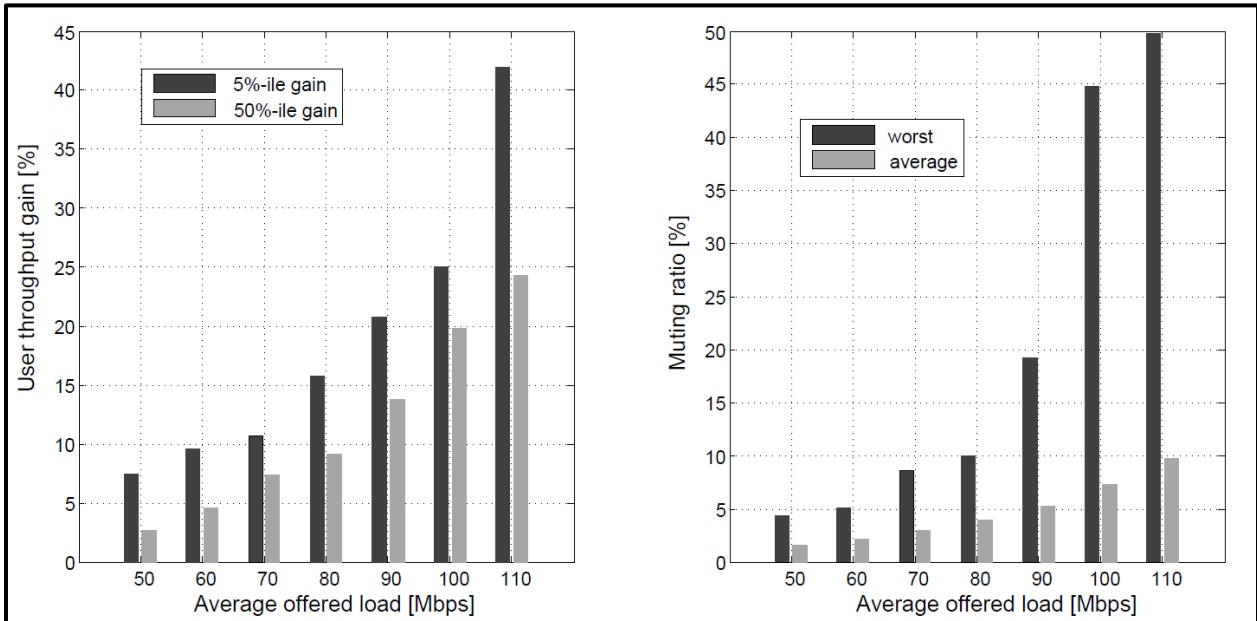 45
40
35
30
25
20
15
10
5
0
User throughput gain [%]
5%-ile gain
50%-ile gain
50 60 70 80 90 100 110
Average offered load [Mbps]
50
45
40
35
30
25
20
15
10
5
0
Muting ratio [%]
worst
average
50 60 70 80 90 100 110
Average offered load [Mbps]